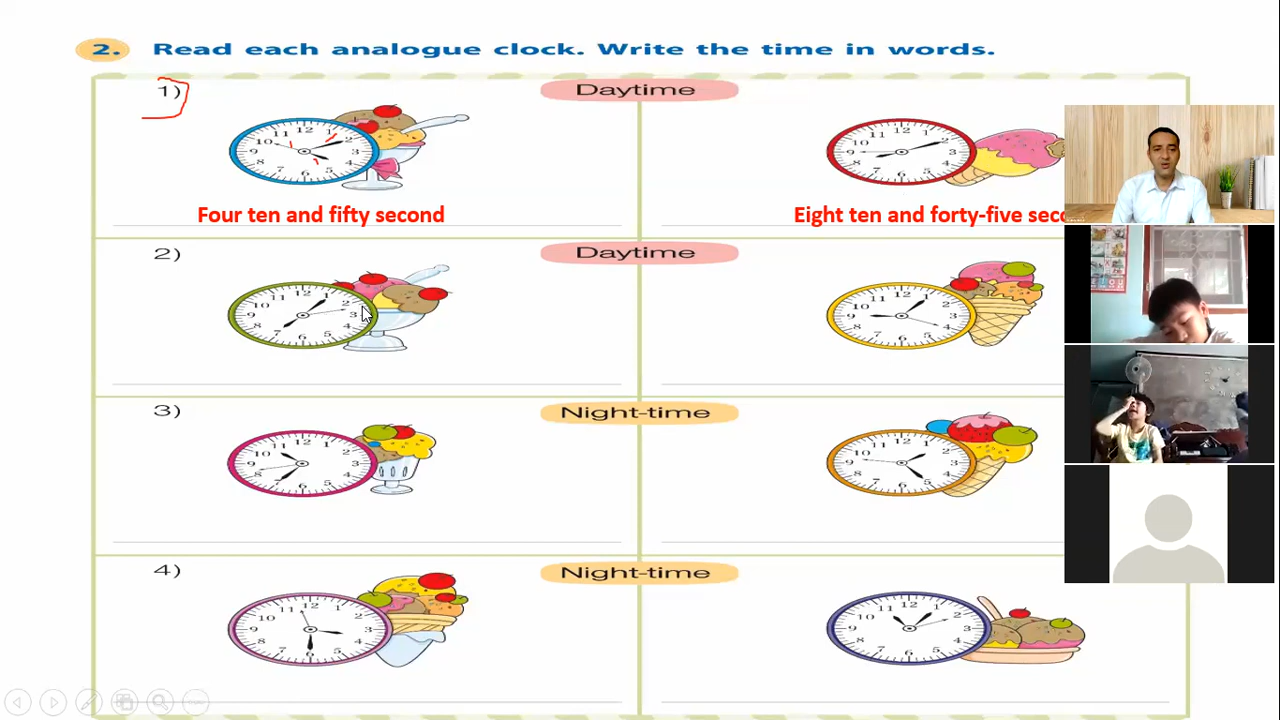 2. Read each analogue clock. Write the time in words.
1)
Daytime
Four ten and fifty second
Eight ten and forty-five
2)
Daytime
3)
Night-time
4)
Night-time